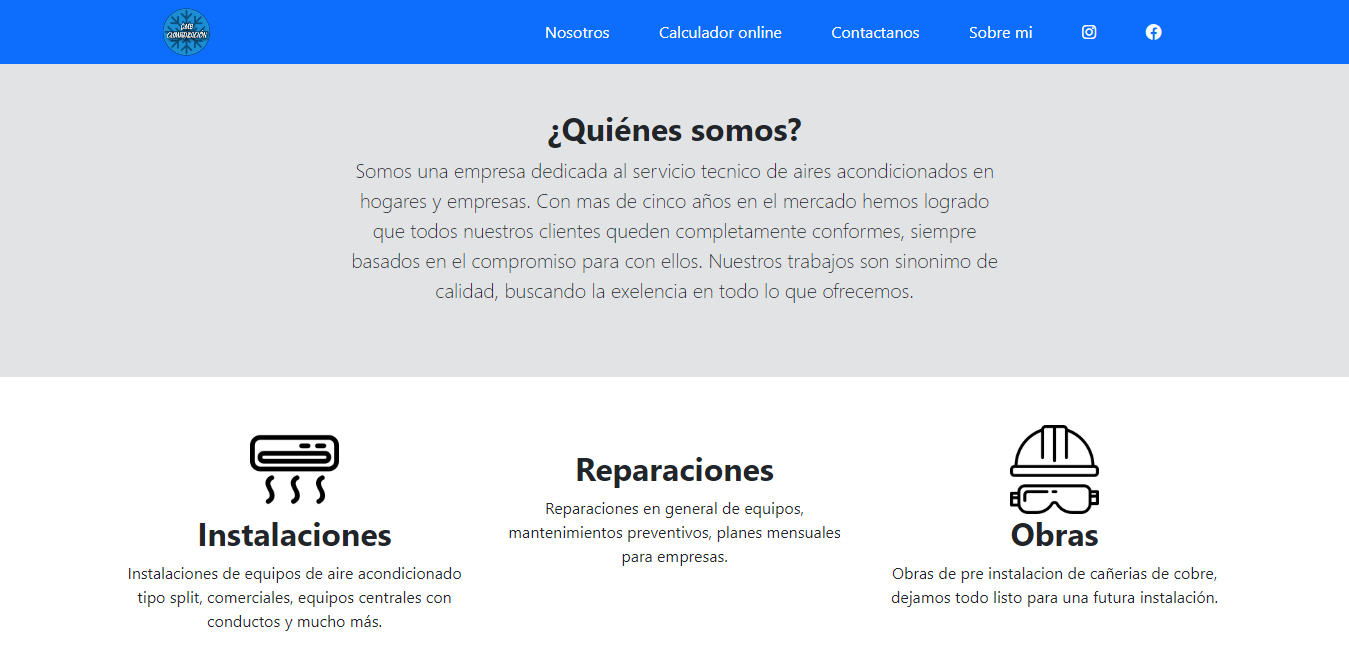 CMB
CLIMATIZACIÓN
Nosotros
Calculador online
Contactanos
Sobre mi
¿Quiénes somos?
Somos una empresa dedicada al servicio tecnico de aires acondicionados en
hogares y empresas. Con mas de cinco años en el mercado hemos logrado
que todos nuestros clientes queden completamente conformes, siempre
basados en el compromiso para con ellos. Nuestros trabajos son sinonimo de
calidad, buscando la exelencia en todo lo que ofrecemos.
Instalaciones
Instalaciones de equipos de aire acondicionado
tipo split, comerciales, equipos centrales con
conductos y mucho más.
Reparaciones
Reparaciones en general de equipos,
mantenimientos preventivos, planes mensuales
para empresas.
Obras
Obras de pre instalacion de cañerias de cobre,
dejamos todo listo para una futura instalación.